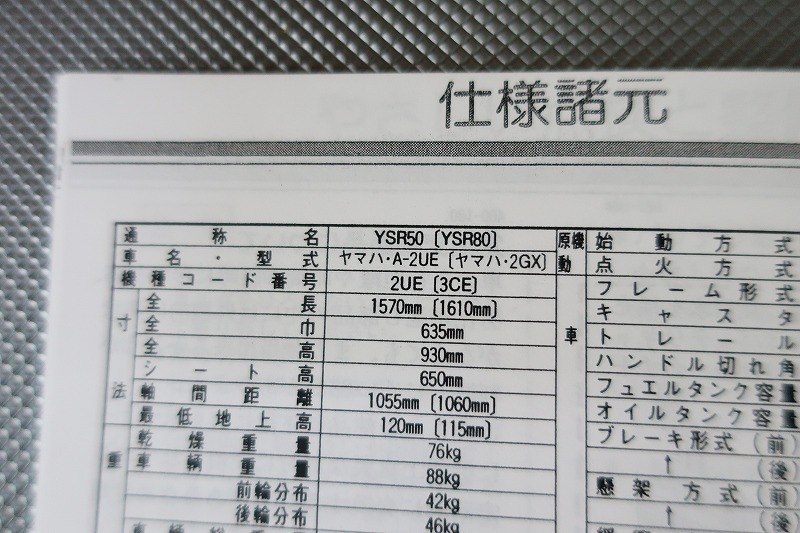 仕様諸元
通称名 YSR50〔YSR80〕 原機 始動方式
車名・型式 ヤマハ・A-2UE〔ヤマハ・2GX〕 動 点火方式
機種コード番号 2UE〔3CE〕 フレーム形式
全長 1570mm〔1610mm〕 キャスタ
寸 全巾 635mm 車 トレール
全高 930mm ハンドル切れ角
シート高 650mm フュエルタンク容量
法 軸間距離 1055mm〔1060mm〕 オイルタンク容量
最低地上高 120mm〔115mm〕 ブレーキ形式（前）
乾燥重量 76kg ↑（後）
重 車輌重量 88kg 懸架方式（前）
前輪分布 42kg ↑（後）
後輪分布 46kg